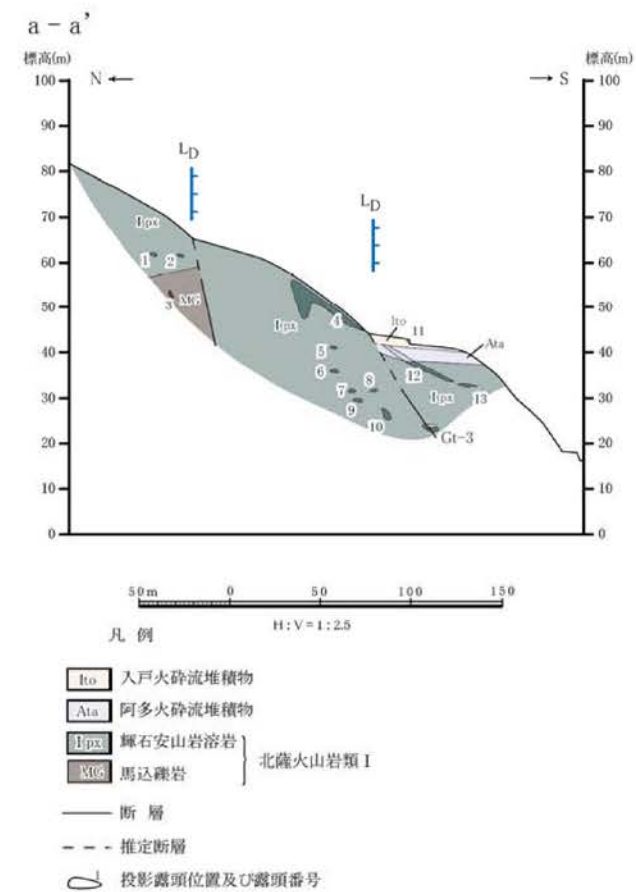 a - a’
標高(m)
標高(m)
N ←
→ S
100
90
80
70
60
50
40
30
20
10
0
100
90
80
70
60
50
40
30
20
10
0
LD
LD
Ipx
1
2
3
MG
Ipx
4
5
6
7
8
9
10
Ito
11
Ata
12
Ipx
13
Gt-3
50m 0 50 100 150
H:V=1:2.5
凡 例
Ito 入戸火砕流堆積物
Ata 阿多火砕流堆積物
Ipx 輝石安山岩溶岩
MG 馬込礫岩
北薩火山岩類 I
断 層
推定断層
1 投影露頭位置及び露頭番号